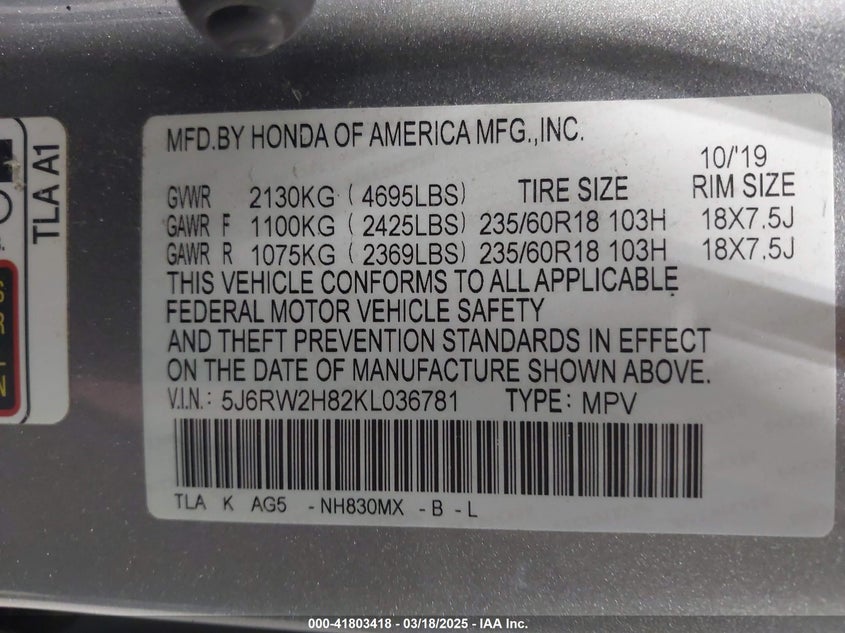 MFD.BY HONDA OF AMERICA MFG.,INC.
10/'19
GVWR 2130KG ( 4695LBS) TIRE SIZE RIM SIZE
GAWR F 1100KG ( 2425LBS) 235/60R18 103H 18X7.5J
GAWR R 1075KG ( 2369LBS) 235/60R18 103H 18X7.5J
THIS VEHICLE CONFORMS TO ALL APPLICABLE
FEDERAL MOTOR VEHICLE SAFETY
AND THEFT PREVENTION STANDARDS IN EFFECT
ON THE DATE OF MANUFACTURE SHOWN ABOVE.
V.I.N.: 5J6RW2H82KL036781 TYPE: MPV
TLA K AG5 -NH830MX -B -L
TLA A1
000-41803418 - 03/18/2025 - IAA Inc.